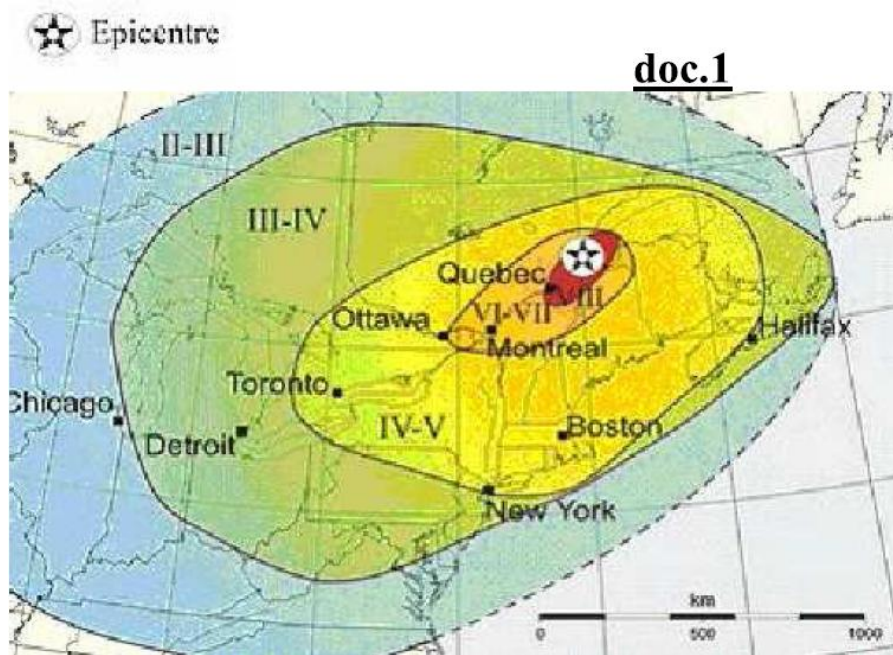 Epicentre
doc.1
II-III
III-IV
Quebec
VIII
VI-VII
Ottawa
Montreal
Halifax
Toronto
Chicago
IV-V
Boston
Detroit
New York
km
0 500 1000